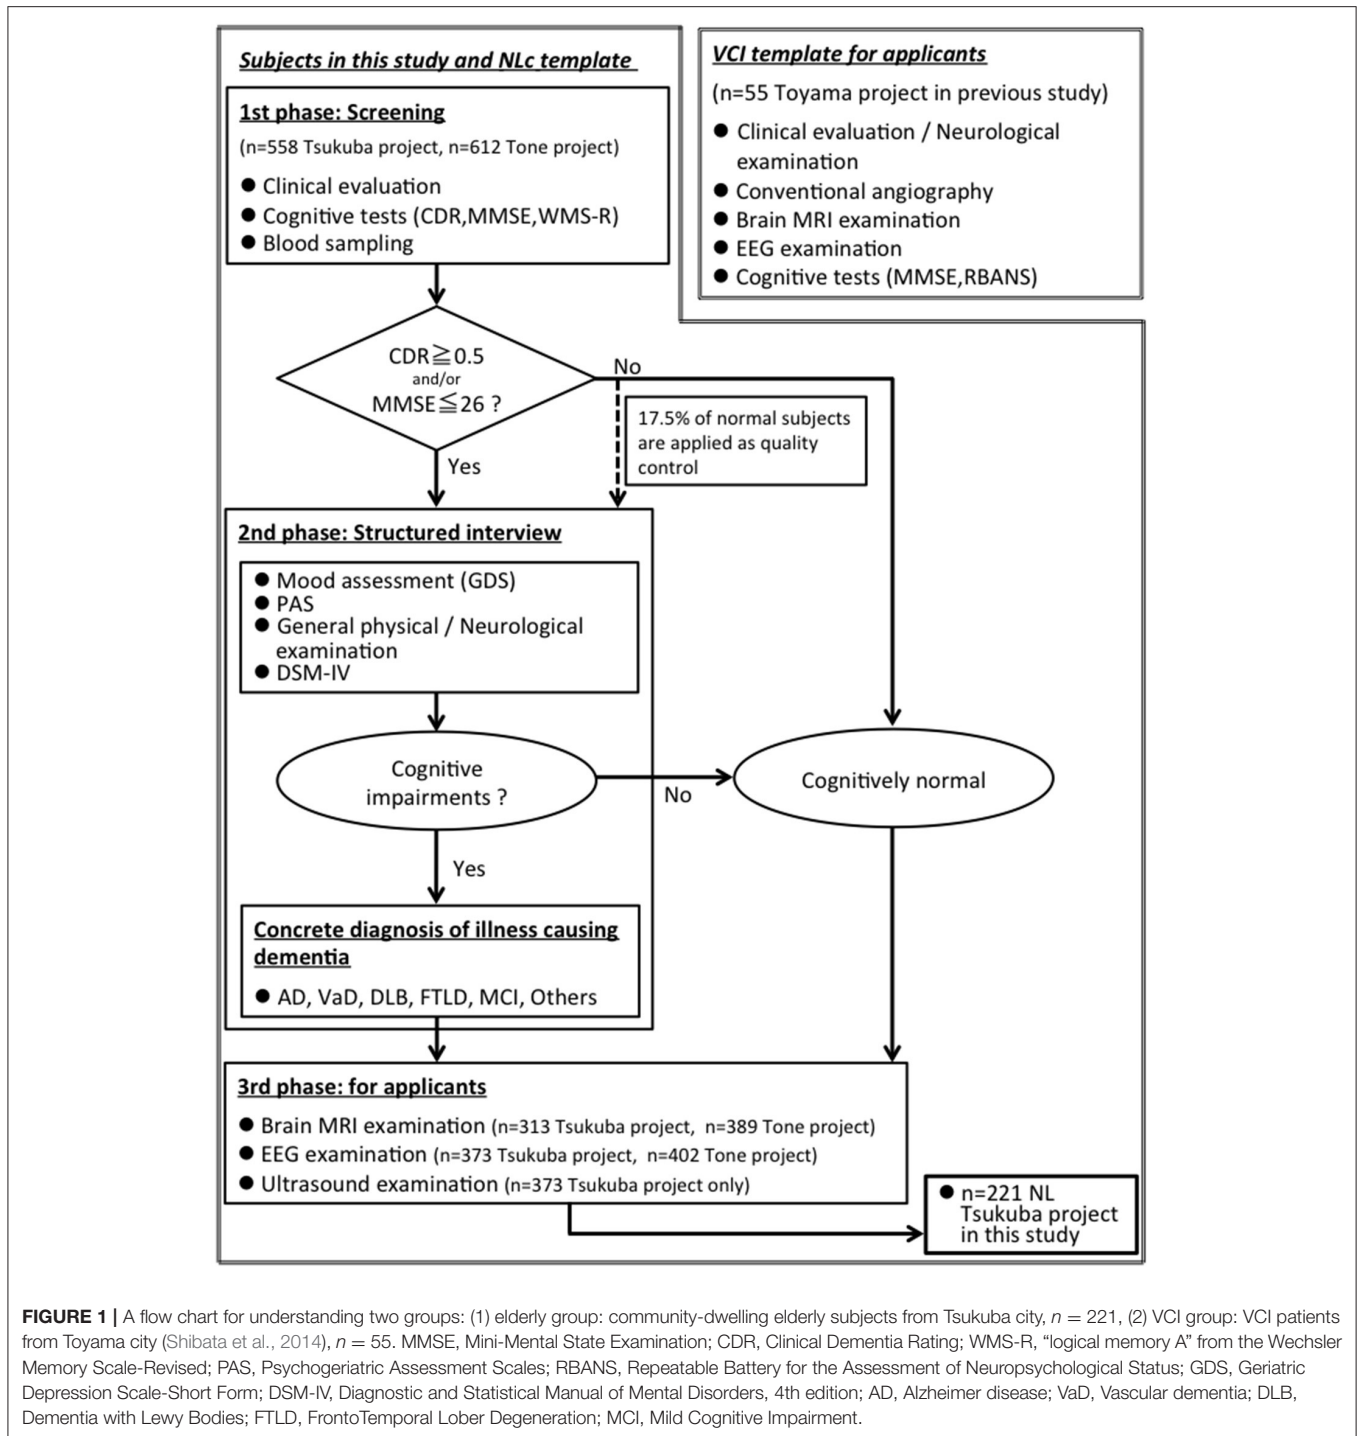 Subjects in this study and NLc template
1st phase: Screening
(n=558 Tsukuba project, n=612 Tone project)
● Clinical evaluation
● Cognitive tests (CDR,MMSE,WMS-R)
● Blood sampling
VCI template for applicants
(n=55 Toyama project in previous study)
● Clinical evaluation / Neurological
examination
● Conventional angiography
● Brain MRI examination
● EEG examination
● Cognitive tests (MMSE,RBANS)
CDR≧0.5
and/or
MMSE≦26 ?
No
17.5% of normal subjects
are applied as quality
control
Yes
2nd phase: Structured interview
● Mood assessment (GDS)
● PAS
● General physical / Neurological
examination
● DSM-IV
Cognitive
impairments ?
No
Cognitively normal
Yes
Concrete diagnosis of illness causing
dementia
● AD, VaD, DLB, FTLD, MCI, Others
3rd phase: for applicants
● Brain MRI examination (n=313 Tsukuba project, n=389 Tone project)
● EEG examination (n=373 Tsukuba project, n=402 Tone project)
● Ultrasound examination (n=373 Tsukuba project only)
● n=221 NL
Tsukuba project
in this study
FIGURE 1 | A flow chart for understanding two groups: (1) elderly group: community-dwelling elderly subjects from Tsukuba city, n = 221, (2) VCI group: VCI patients
from Toyama city (Shibata et al., 2014), n = 55. MMSE, Mini-Mental State Examination; CDR, Clinical Dementia Rating; WMS-R, “logical memory A” from the Wechsler
Memory Scale-Revised; PAS, Psychogeriatric Assessment Scales; RBANS, Repeatable Battery for the Assessment of Neuropsychological Status; GDS, Geriatric
Depression Scale-Short Form; DSM-IV, Diagnostic and Statistical Manual of Mental Disorders, 4th edition; AD, Alzheimer disease; VaD, Vascular dementia; DLB,
Dementia with Lewy Bodies; FTLD, FrontoTemporal Lober Degeneration; MCI, Mild Cognitive Impairment.